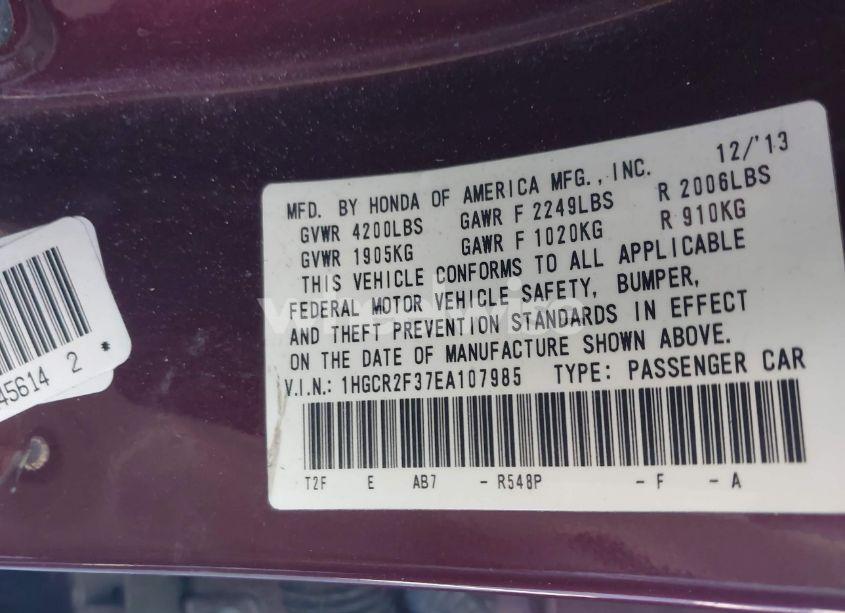 MFD. BY HONDA OF AMERICA MFG., INC. 12/'13
GVWR 4200LBS GAWR F 2249LBS R 2006LBS
GVWR 1905KG GAWR F 1020KG R 910KG
THIS VEHICLE CONFORMS TO ALL APPLICABLE
FEDERAL MOTOR VEHICLE SAFETY, BUMPER,
AND THEFT PREVENTION STANDARDS IN EFFECT
ON THE DATE OF MANUFACTURE SHOWN ABOVE.
V.I.N.: 1HGCR2F37EA107985 TYPE: PASSENGER CAR
T2F E AB7 - R548P - F - A
45614 2 *